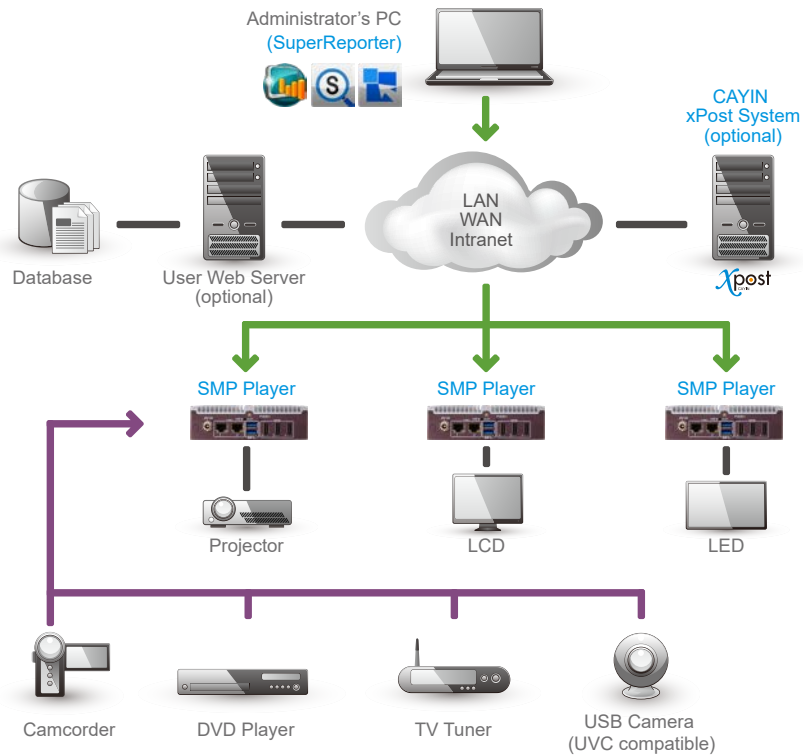 Administrator's PC
(SuperReporter)
S
CAYIN
xPost System
(optional)
LAN
WAN
Intranet
Database
User Web Server
(optional)
Xpost
SMP Player
SMP Player
SMP Player
Projector
LCD
LED
Camcorder
DVD Player
TV Tuner
USB Camera
(UVC compatible)